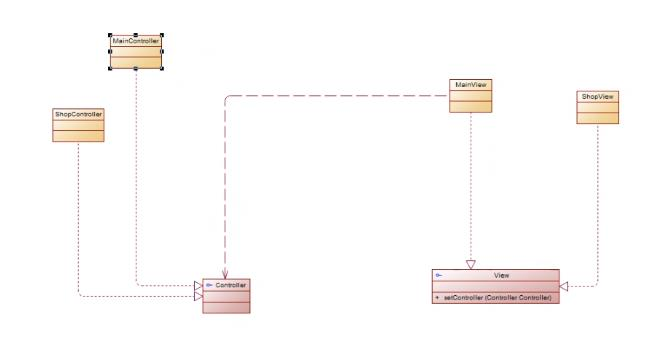 MainController
MainView
ShopView
ShopController
View
Controller
+ setController (Controller Controller)